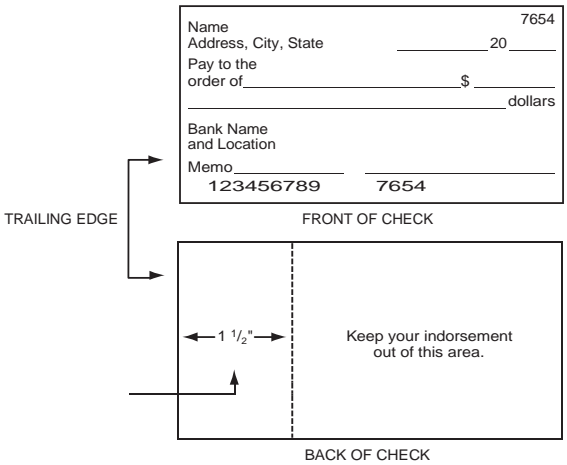 7654
Name
Address, City, State 20
Pay to the
order of $
dollars
Bank Name
and Location
Memo
123456789 7654
TRAILING EDGE
FRONT OF CHECK
1 1/2"
Keep your indorsement
out of this area.
BACK OF CHECK